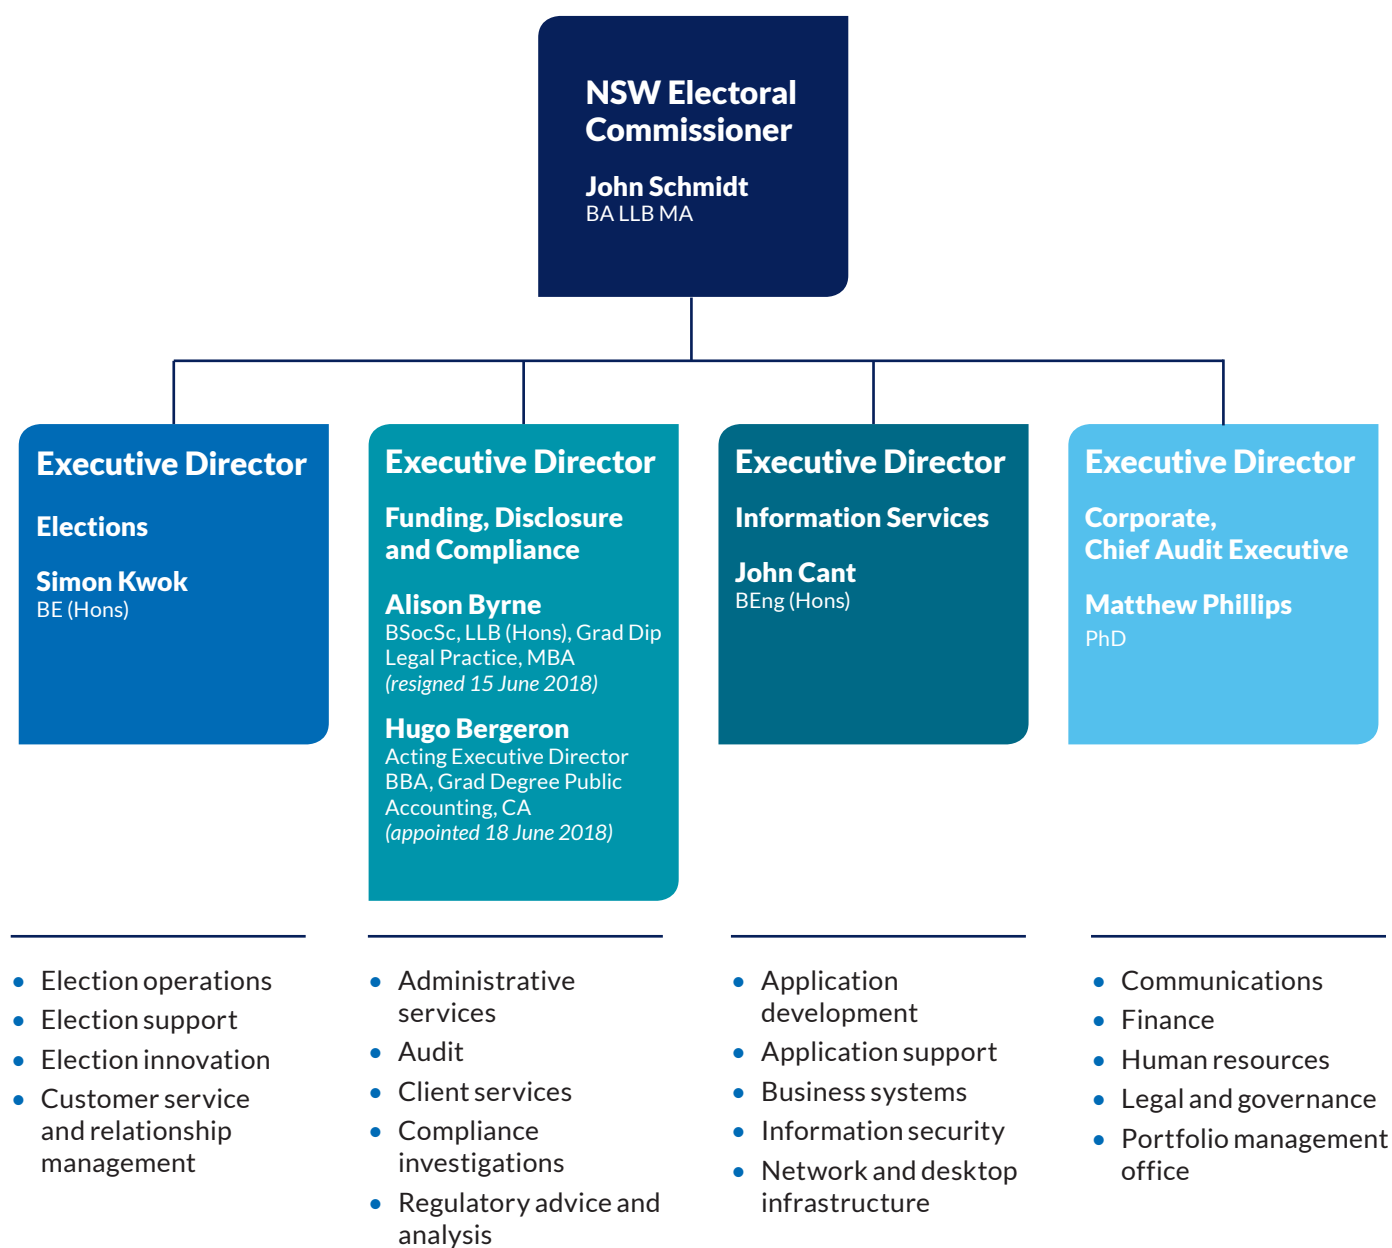 NSW Electoral
Commissioner
John Schmidt
BA LLB MA
Executive Director
Elections
Simon Kwok
BE (Hons)
Executive Director
Funding, Disclosure
and Compliance
Alison Byrne
BSocSc, LLB (Hons), Grad Dip
Legal Practice, MBA
(resigned 15 June 2018)
Hugo Bergeron
Acting Executive Director
BBA, Grad Degree Public
Accounting, CA
(appointed 18 June 2018)
Executive Director
Information Services
John Cant
BEng (Hons)
Executive Director
Corporate,
Chief Audit Executive
Matthew Phillips
PhD
• Election operations
• Election support
• Election innovation
• Customer service
and relationship
management
• Administrative
services
• Audit
• Client services
• Compliance
investigations
• Regulatory advice and
analysis
• Application
development
• Application support
• Business systems
• Information security
• Network and desktop
infrastructure
• Communications
• Finance
• Human resources
• Legal and governance
• Portfolio management
office